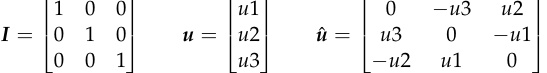 I = [1 0 0; 0 1 0; 0 0 1]   u = [u1; u2; u3]   û = [0 −u3 u2; u3 0 −u1; −u2 u1 0]